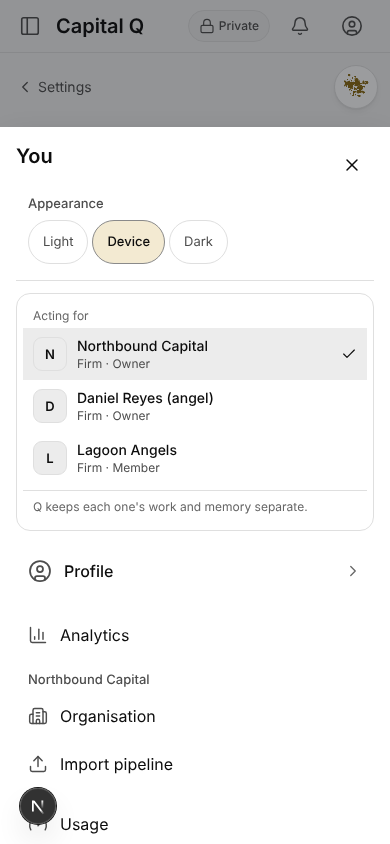 Capital Q
Private
Settings
You
Appearance
Light
Device
Dark
Acting for
N
Northbound Capital
Firm · Owner
D
Daniel Reyes (angel)
Firm · Owner
L
Lagoon Angels
Firm · Member
Q keeps each one's work and memory separate.
Profile
Analytics
Northbound Capital
Organisation
Import pipeline
N
Usage